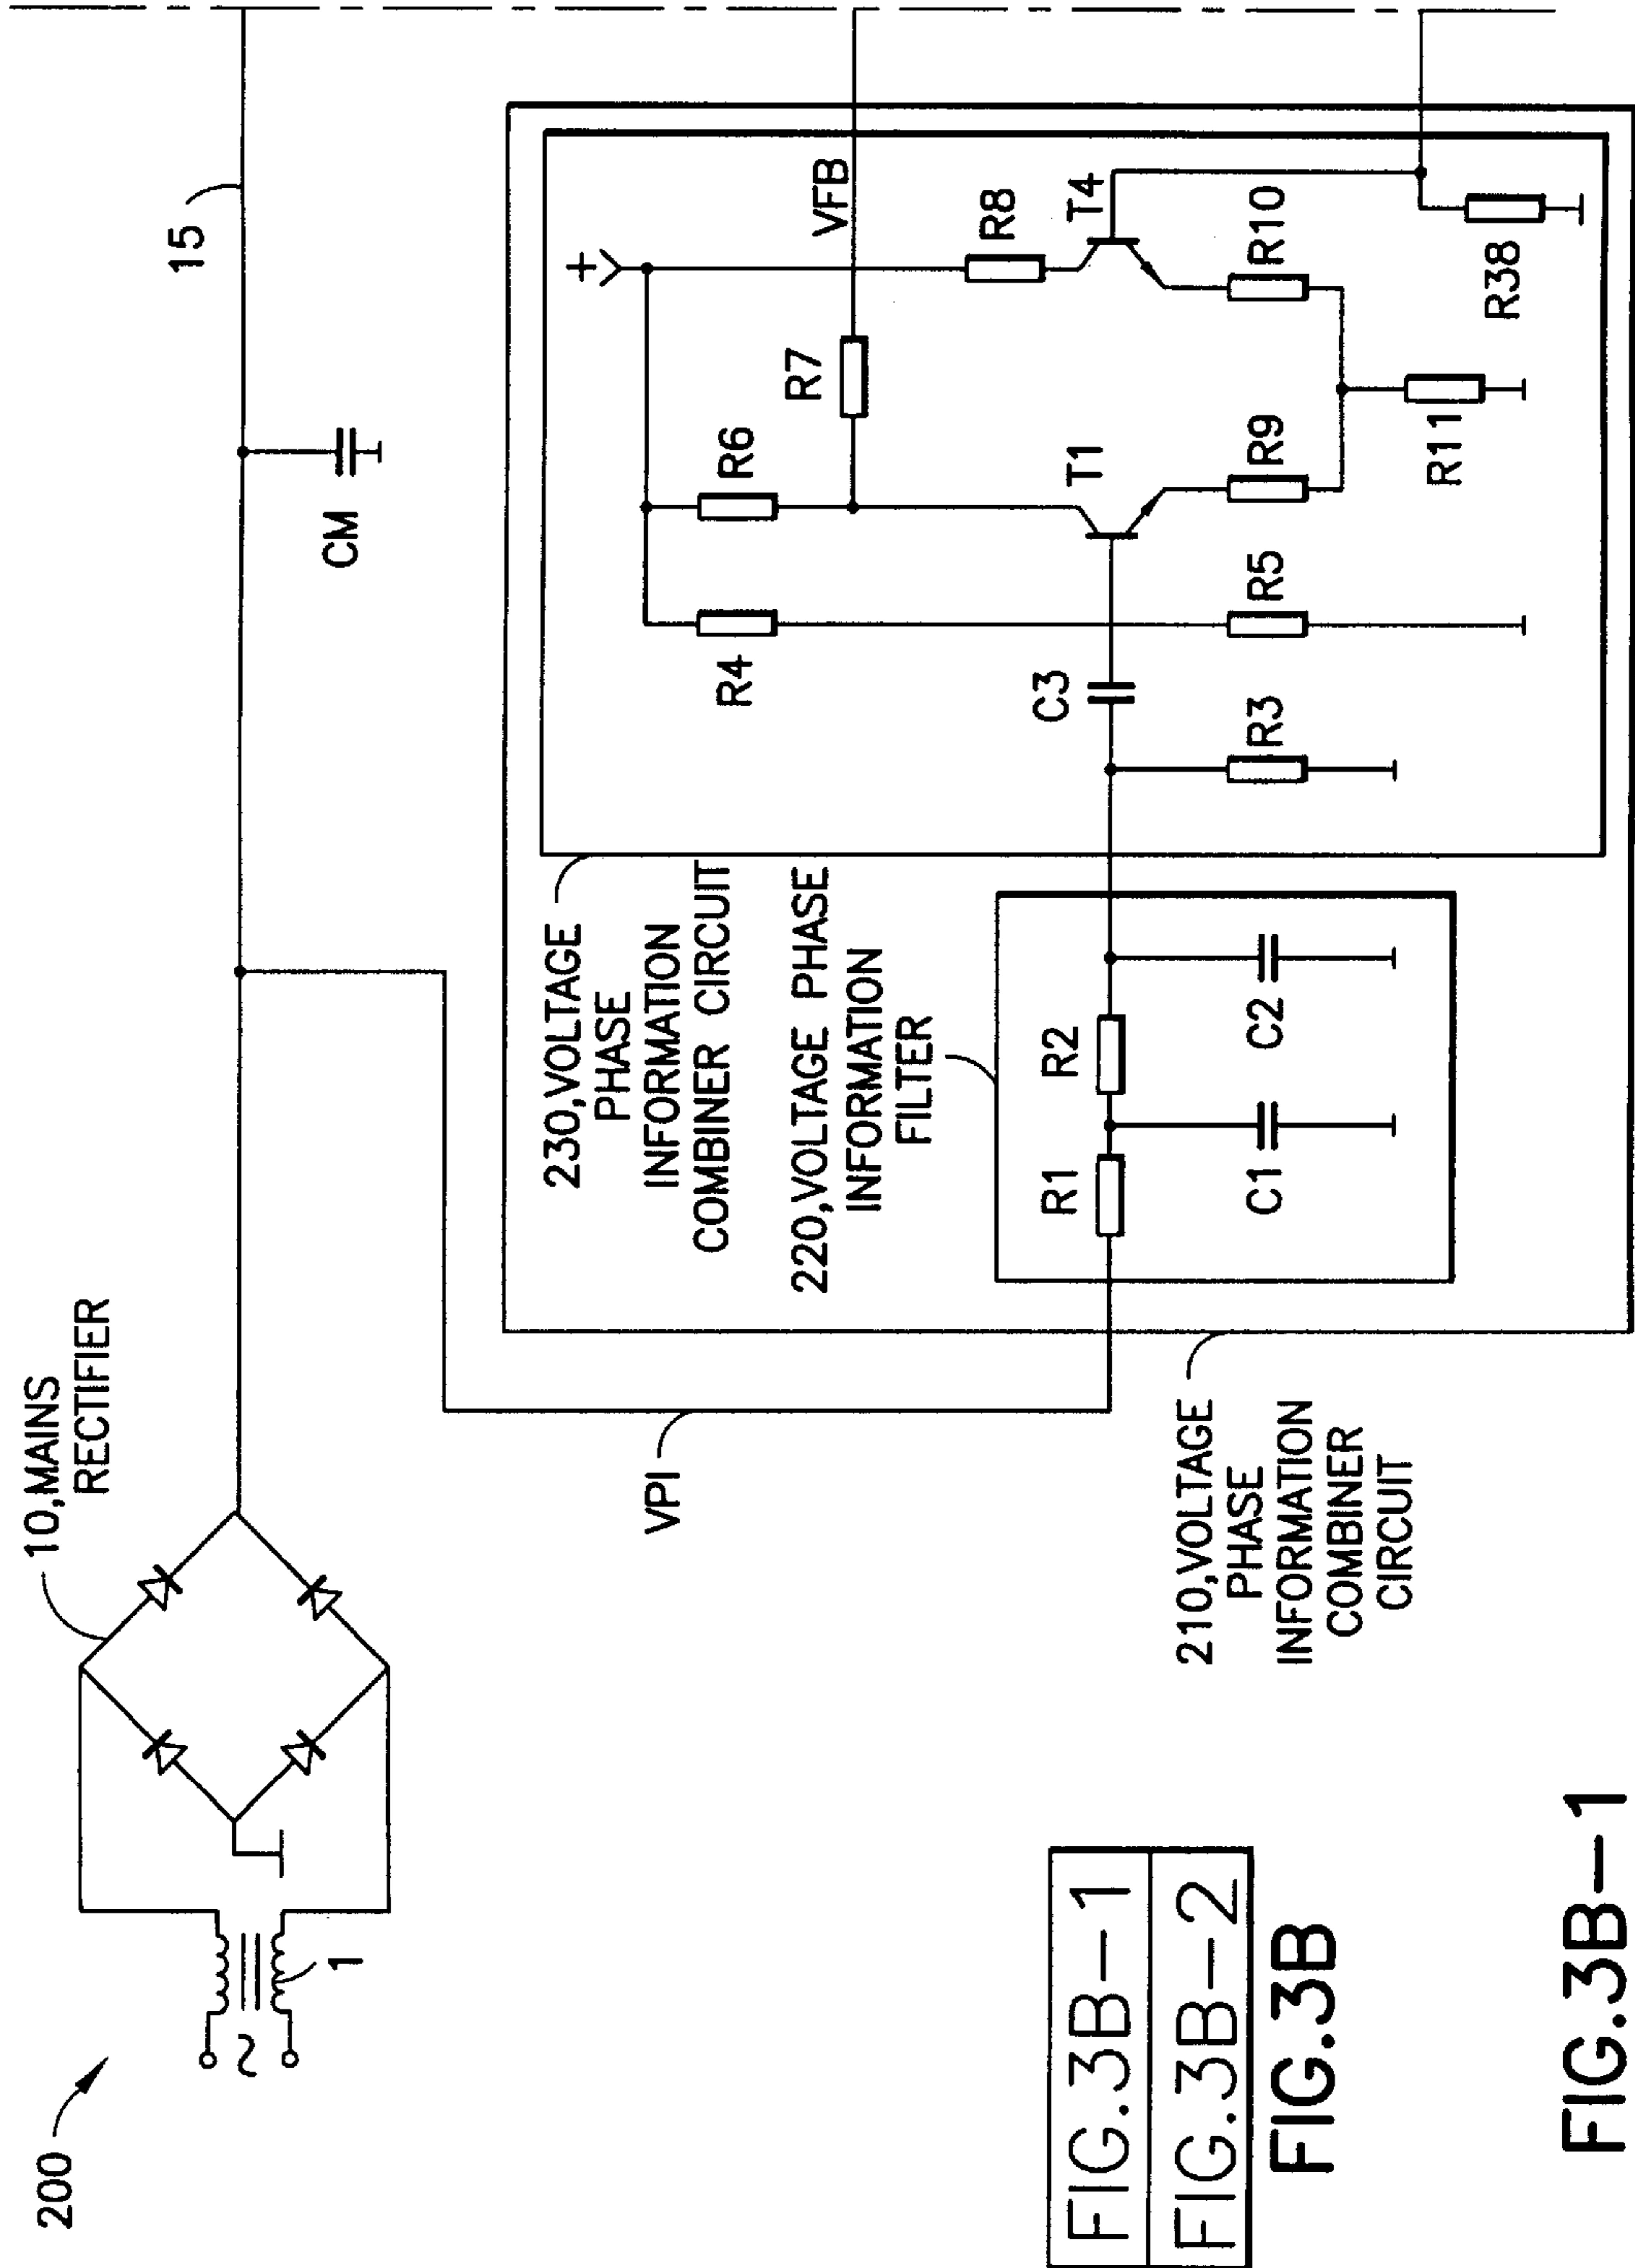 200
1
10,MAINS
RECTIFIER
15
CM
VPI
210,VOLTAGE
PHASE
INFORMATION
COMBINER
CIRCUIT
230,VOLTAGE
PHASE
INFORMATION
COMBINER CIRCUIT
220,VOLTAGE PHASE
INFORMATION
FILTER
R1
R2
C1
C2
R4
R6
R7
VFB
+
R8
C3
T1
T4
R3
R5
R9
R10
R11
R38
FIG.3B-1
FIG.3B-2
FIG.3B
FIG.3B-1